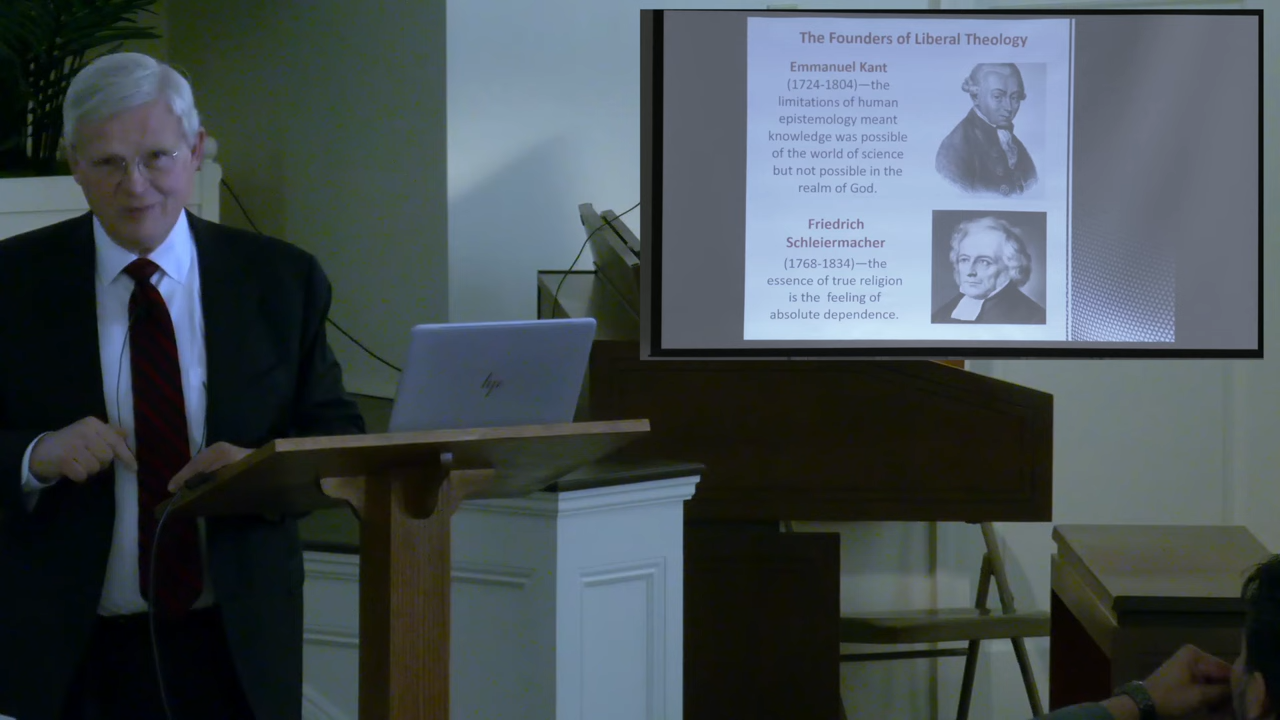 The Founders of Liberal Theology
Emmanuel Kant
(1724-1804)—the
limitations of human
epistemology meant
knowledge was possible
of the world of science
but not possible in the
realm of God.
Friedrich
Schleiermacher
(1768-1834)—the
essence of true religion
is the feeling of
absolute dependence.
hp